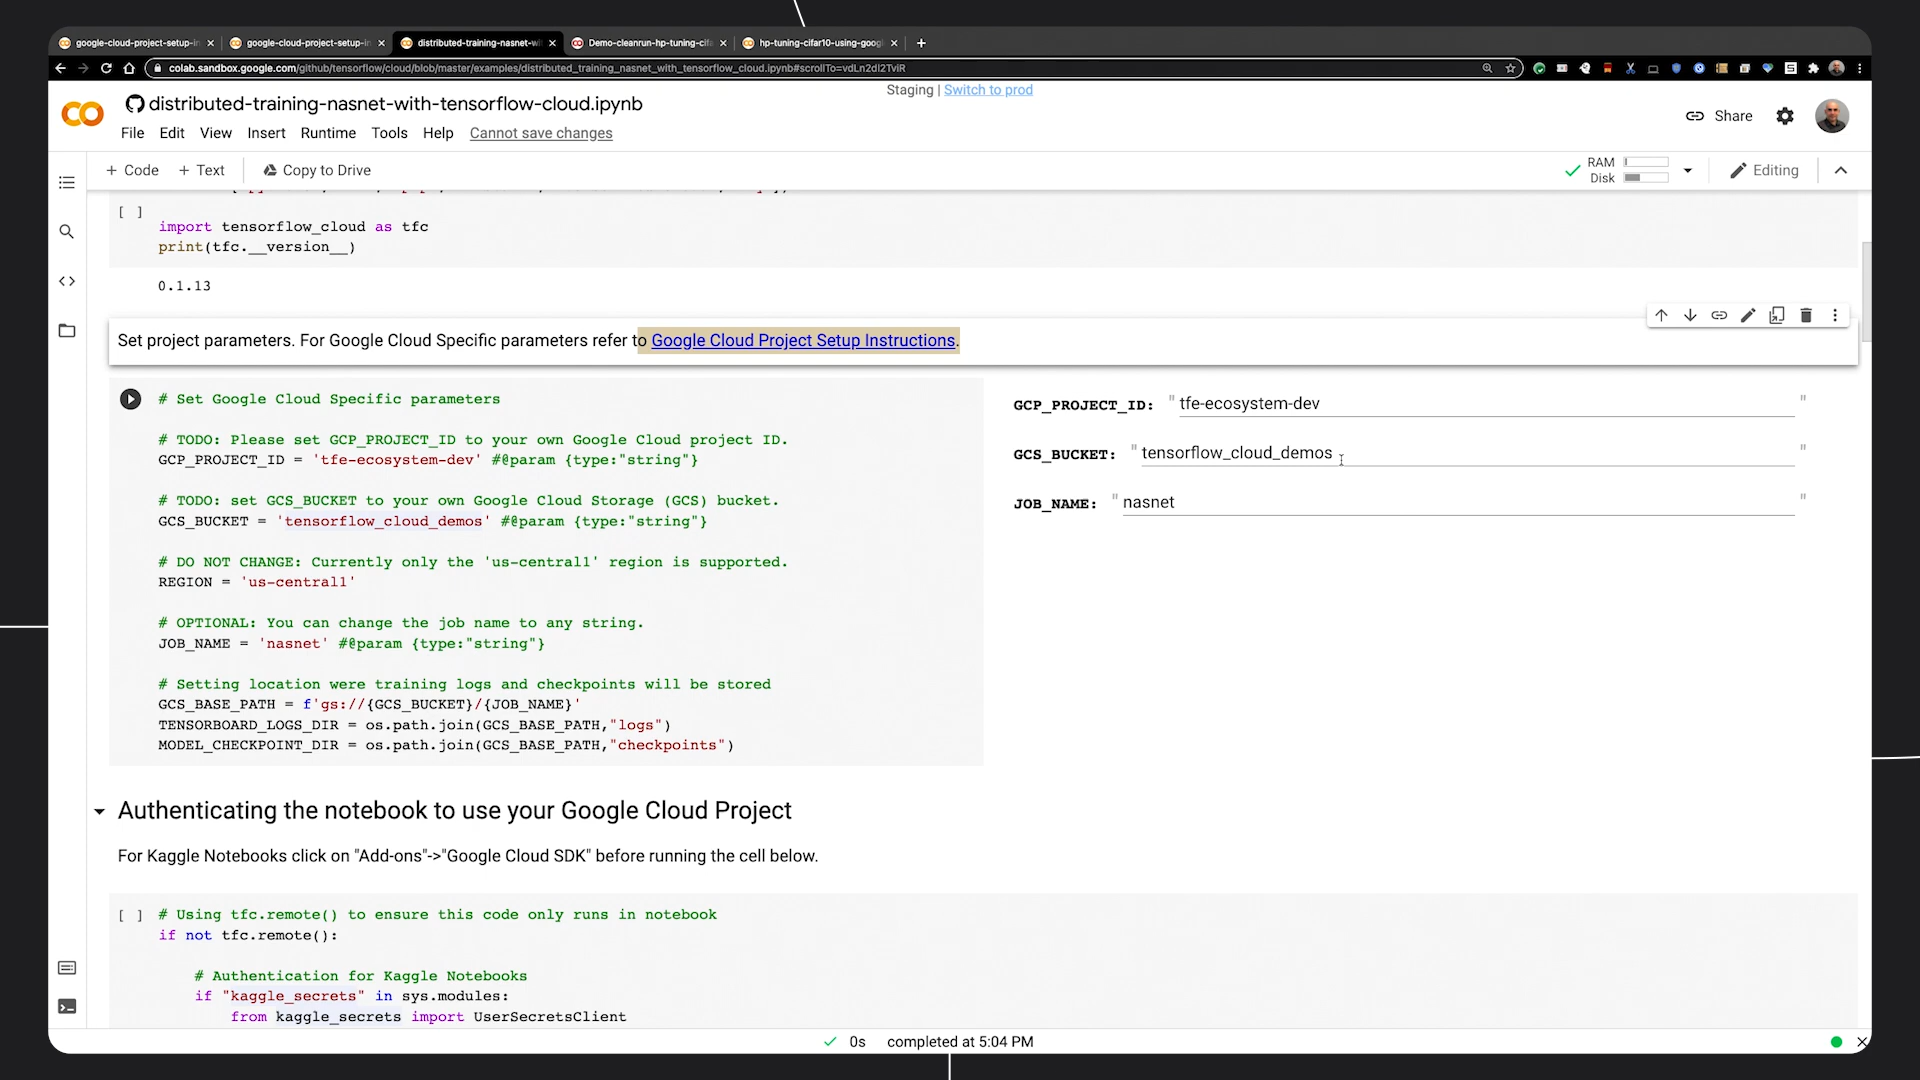 google-cloud-project-setup-in
google-cloud-project-setup-in
distributed-training-nasnet-wi
Demo-cleanrun-hp-tuning-cifa
hp-tuning-cifar10-using-goog
colab.sandbox.google.com/github/tensorflow/cloud/blob/master/examples/distributed_training_nasnet_with_tensorflow_cloud.ipynb#scrollTo=vdLn2dI2TviR
Staging | Switch to prod
distributed-training-nasnet-with-tensorflow-cloud.ipynb
File Edit View Insert Runtime Tools Help Cannot save changes
Share
+ Code + Text Copy to Drive
RAM
Disk
Editing
[ ]
import tensorflow_cloud as tfc
print(tfc.__version__)
0.1.13
Set project parameters. For Google Cloud Specific parameters refer to Google Cloud Project Setup Instructions.
# Set Google Cloud Specific parameters
# TODO: Please set GCP_PROJECT_ID to your own Google Cloud project ID.
GCP_PROJECT_ID = 'tfe-ecosystem-dev' #@param {type:"string"}
# TODO: set GCS_BUCKET to your own Google Cloud Storage (GCS) bucket.
GCS_BUCKET = 'tensorflow_cloud_demos' #@param {type:"string"}
# DO NOT CHANGE: Currently only the 'us-central1' region is supported.
REGION = 'us-central1'
# OPTIONAL: You can change the job name to any string.
JOB_NAME = 'nasnet' #@param {type:"string"}
# Setting location were training logs and checkpoints will be stored
GCS_BASE_PATH = f'gs://{GCS_BUCKET}/{JOB_NAME}'
TENSORBOARD_LOGS_DIR = os.path.join(GCS_BASE_PATH,"logs")
MODEL_CHECKPOINT_DIR = os.path.join(GCS_BASE_PATH,"checkpoints")
GCP_PROJECT_ID: "tfe-ecosystem-dev"
GCS_BUCKET: "tensorflow_cloud_demos"
JOB_NAME: "nasnet"
Authenticating the notebook to use your Google Cloud Project
For Kaggle Notebooks click on "Add-ons"->"Google Cloud SDK" before running the cell below.
[ ] # Using tfc.remote() to ensure this code only runs in notebook
if not tfc.remote():
# Authentication for Kaggle Notebooks
if "kaggle_secrets" in sys.modules:
from kaggle_secrets import UserSecretsClient
0s completed at 5:04 PM